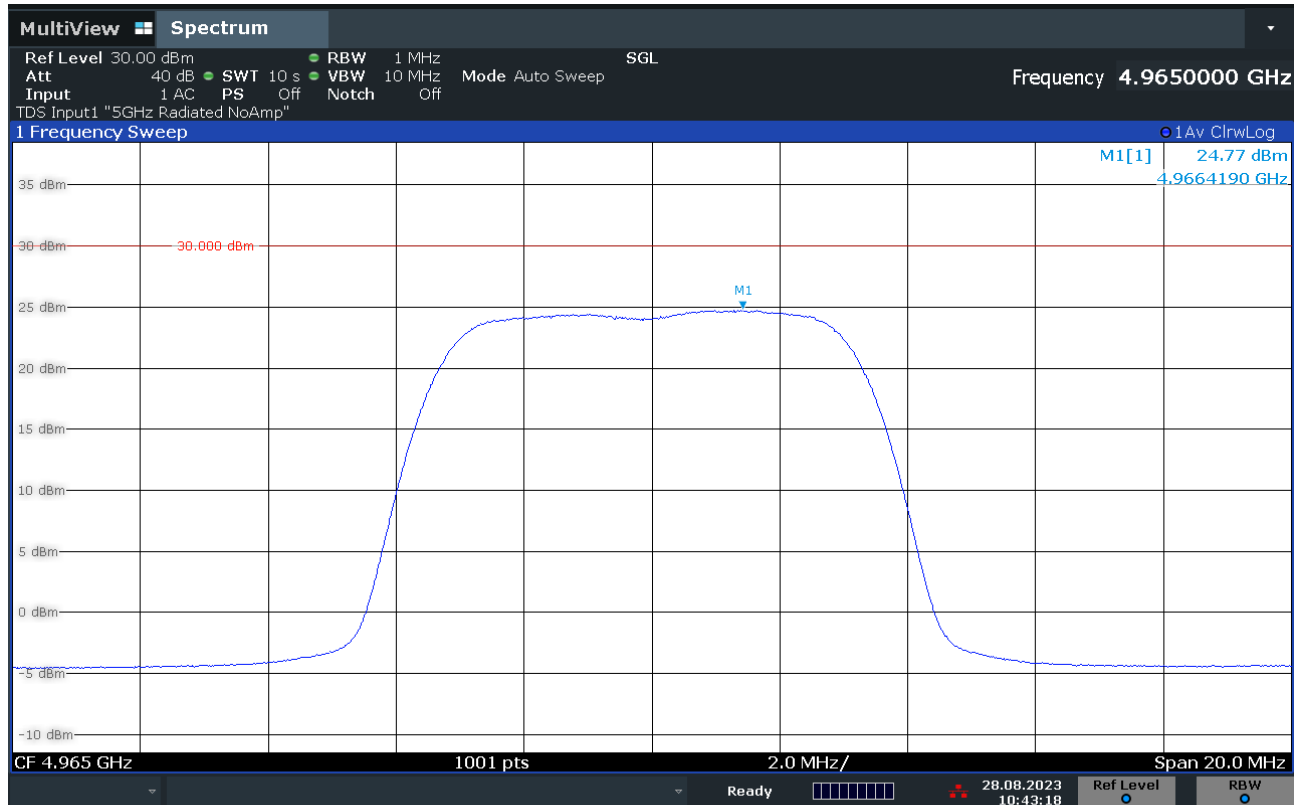 MultiView Spectrum
Ref Level 30.00 dBm RBW 1 MHz SGL
Att 40 dB SWT 10 s VBW 10 MHz Mode Auto Sweep Frequency 4.9650000 GHz
Input 1 AC PS Off Notch Off
TDS Input1 "5GHz Radiated NoAmp"
1 Frequency Sweep 1Av ClrwLog
M1[1] 24.77 dBm
4.9664190 GHz
35 dBm
30 dBm 30.000 dBm
M1
25 dBm
20 dBm
15 dBm
10 dBm
5 dBm
0 dBm
-5 dBm
-10 dBm
CF 4.965 GHz 1001 pts 2.0 MHz/ Span 20.0 MHz
Ready 28.08.2023 Ref Level RBW
10:43:18